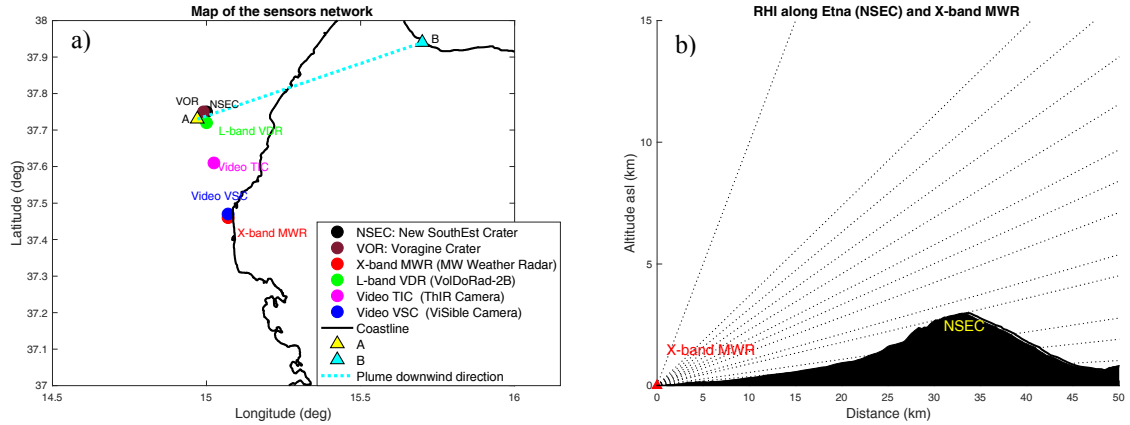 Map of the sensors network
a)
38
37.9
37.8
37.7
37.6
37.5
37.4
37.3
37.2
37.1
37
Latitude (deg)
B
VOR
NSEC
A
L-band VDR
Video TIC
Video VSC
X-band MWR
NSEC: New SouthEst Crater
VOR: Voragine Crater
X-band MWR (MW Weather Radar)
L-band VDR (VolDoRad-2B)
Video TIC (ThIR Camera)
Video VSC (ViSible Camera)
Coastline
A
B
Plume downwind direction
14.5 15 15.5 16
Longitude (deg)
RHI along Etna (NSEC) and X-band MWR
b)
15
10
5
0
Altitude asl (km)
X-band MWR
NSEC
0 5 10 15 20 25 30 35 40 45 50
Distance (km)